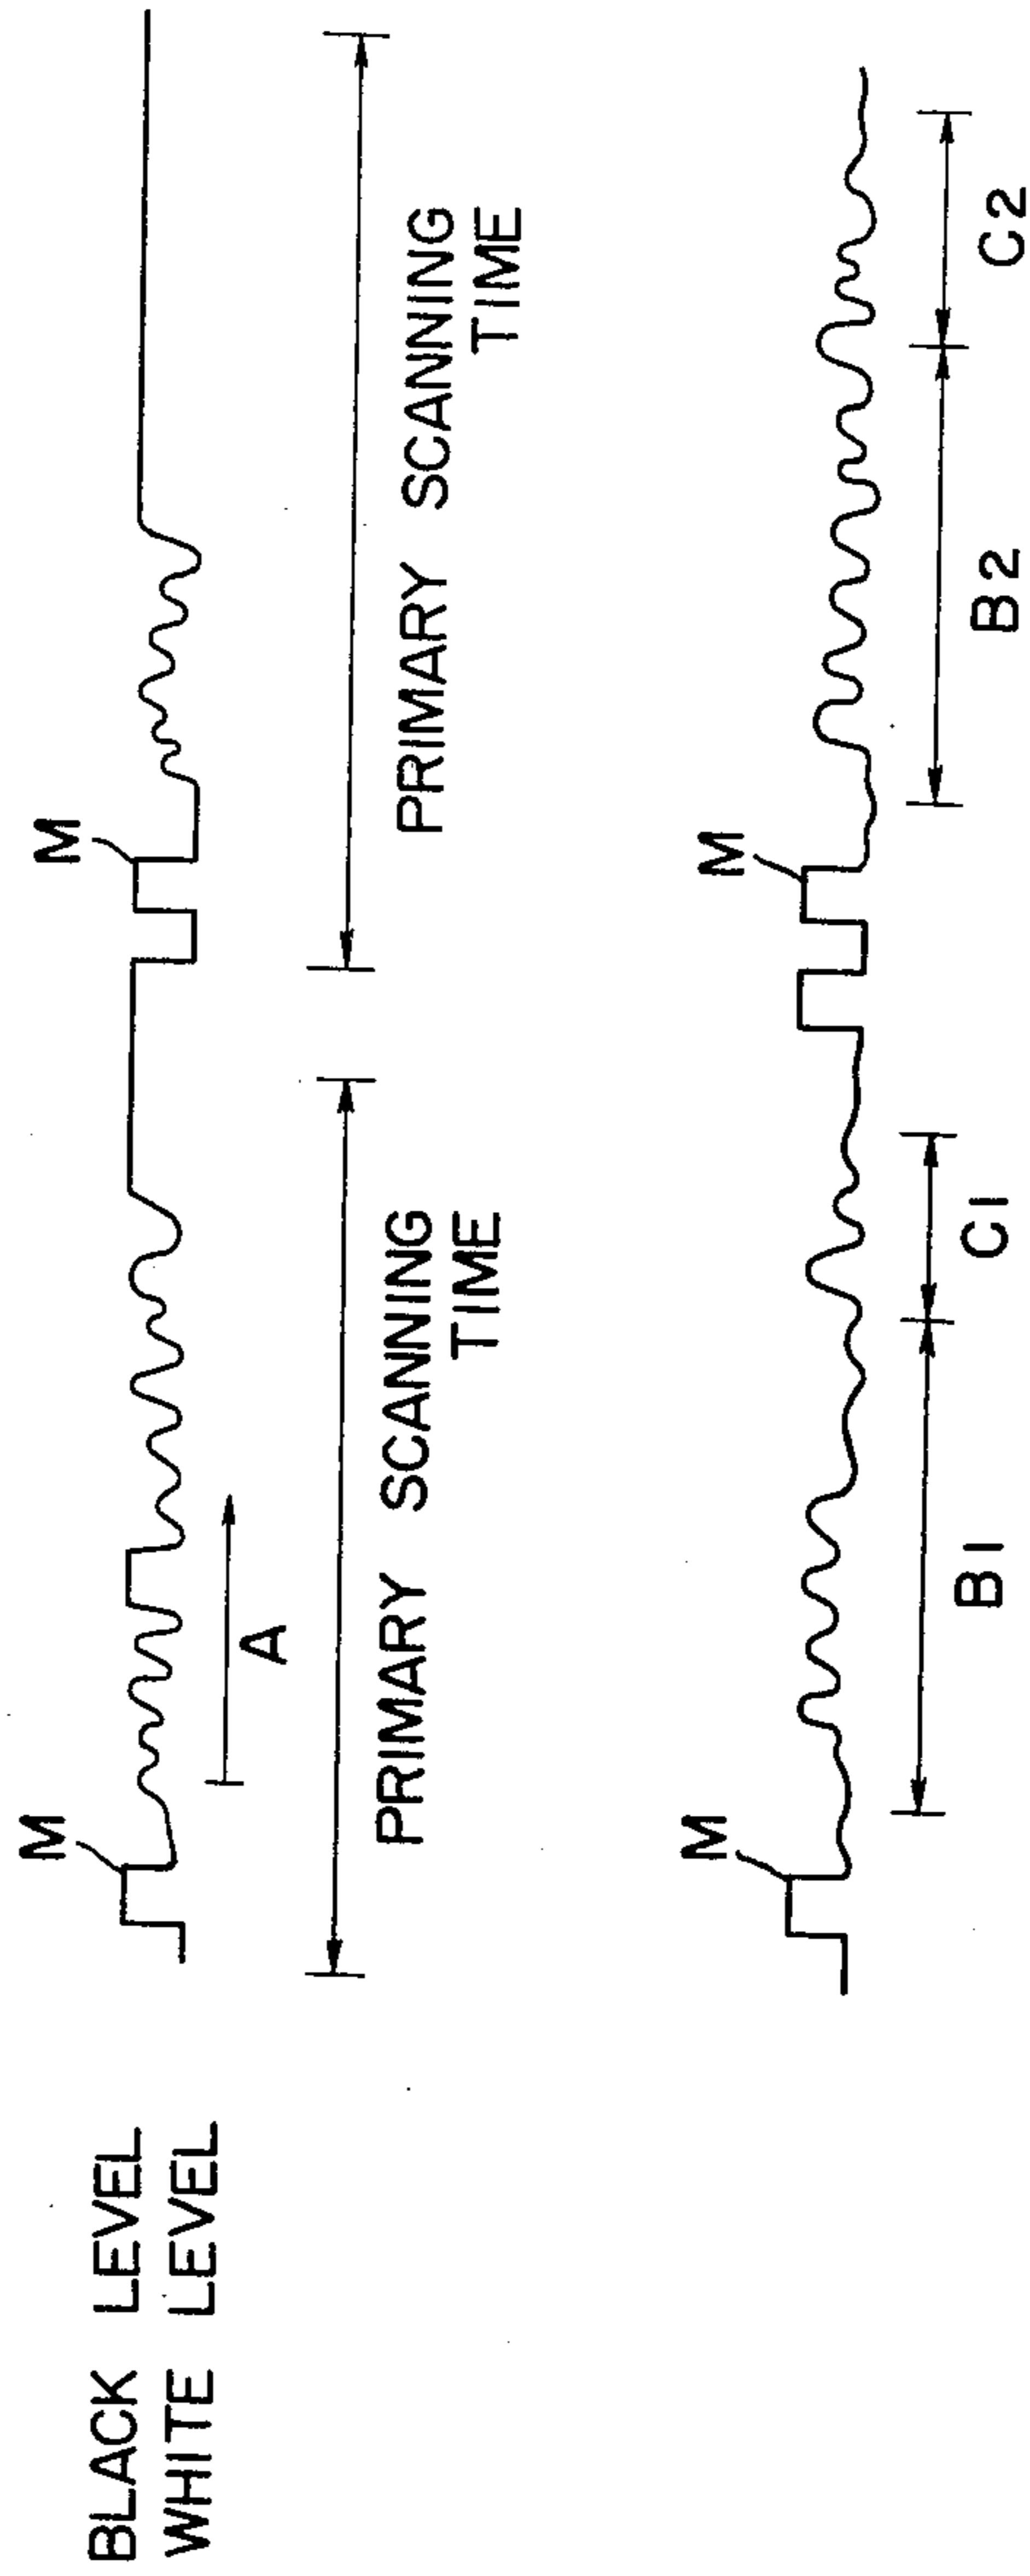 BLACK LEVEL
WHITE LEVEL
M
M
A
PRIMARY SCANNING
TIME
PRIMARY SCANNING
TIME
M
M
B1
C1
B2
C2